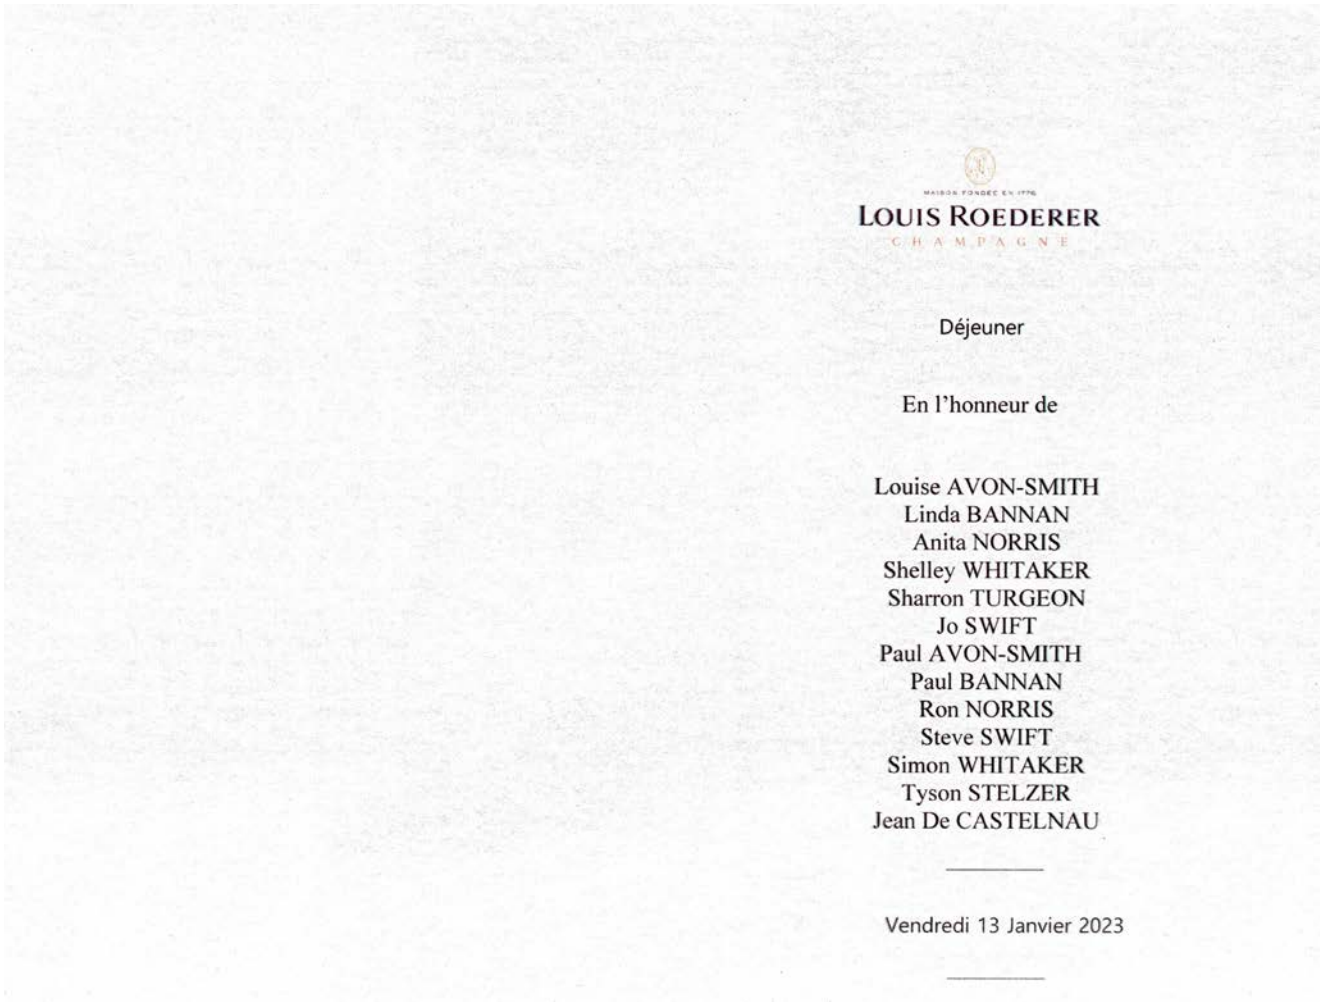 MAISON FONDÉE EN 1776
LOUIS ROEDERER
CHAMPAGNE
Déjeuner
En l’honneur de
Louise AVON-SMITH
Linda BANNAN
Anita NORRIS
Shelley WHITAKER
Sharron TURGEON
Jo SWIFT
Paul AVON-SMITH
Paul BANNAN
Ron NORRIS
Steve SWIFT
Simon WHITAKER
Tyson STELZER
Jean De CASTELNAU
Vendredi 13 Janvier 2023